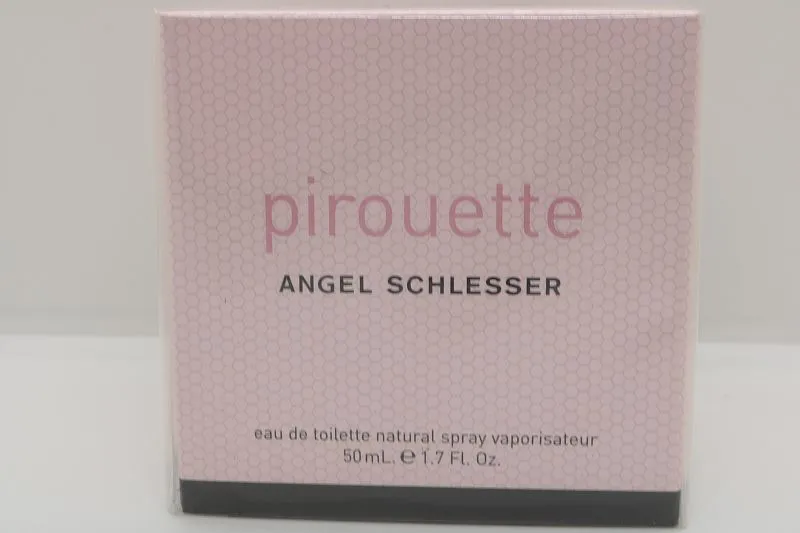 pirouette
ANGEL SCHLESSER
eau de toilette natural spray vaporisateur
50mL. ℮ 1.7 Fl. Oz.